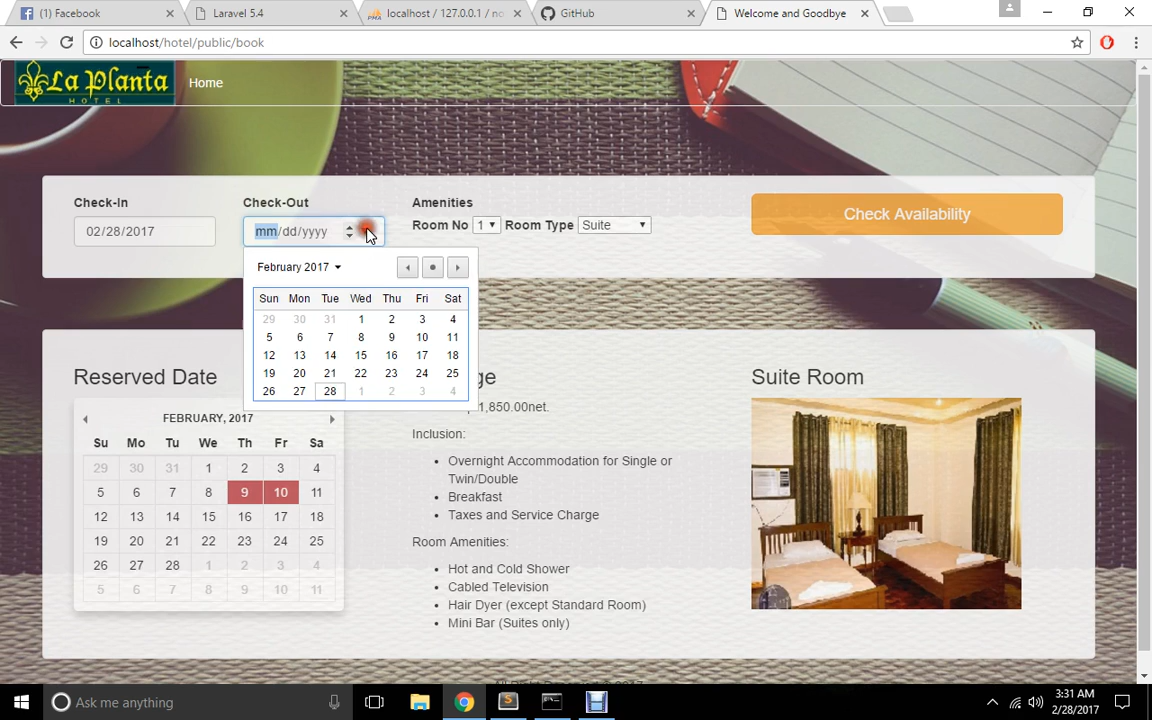 Facebook
Laravel 5.4
localhost / 127.0.0.1 / no
GitHub
Welcome and Goodbye
localhost/hotel/public/book
La Planta
HOTEL
Home
Check-In
Check-Out
Amenities
Room No 1 Room Type Suite
Check Availability
02/28/2017
mm/dd/yyyy
February 2017
Sun Mon Tue Wed Thu Fri Sat
29 30 31 1 2 3 4
5 6 7 8 9 10 11
12 13 14 15 16 17 18
19 20 21 22 23 24 25
26 27 28 1 2 3 4
Reserved Date
FEBRUARY, 2017
Su Mo Tu We Th Fr Sa
29 30 31 1 2 3 4
5 6 7 8 9 10 11
12 13 14 15 16 17 18
19 20 21 22 23 24 25
26 27 28 1 2 3 4
5 6 7 8 9 10 11
1,850.00net.
Inclusion:
Overnight Accommodation for Single or
Twin/Double
Breakfast
Taxes and Service Charge
Room Amenities:
Hot and Cold Shower
Cabled Television
Hair Dyer (except Standard Room)
Mini Bar (Suites only)
Suite Room
Ask me anything
3:31 AM
2/28/2017